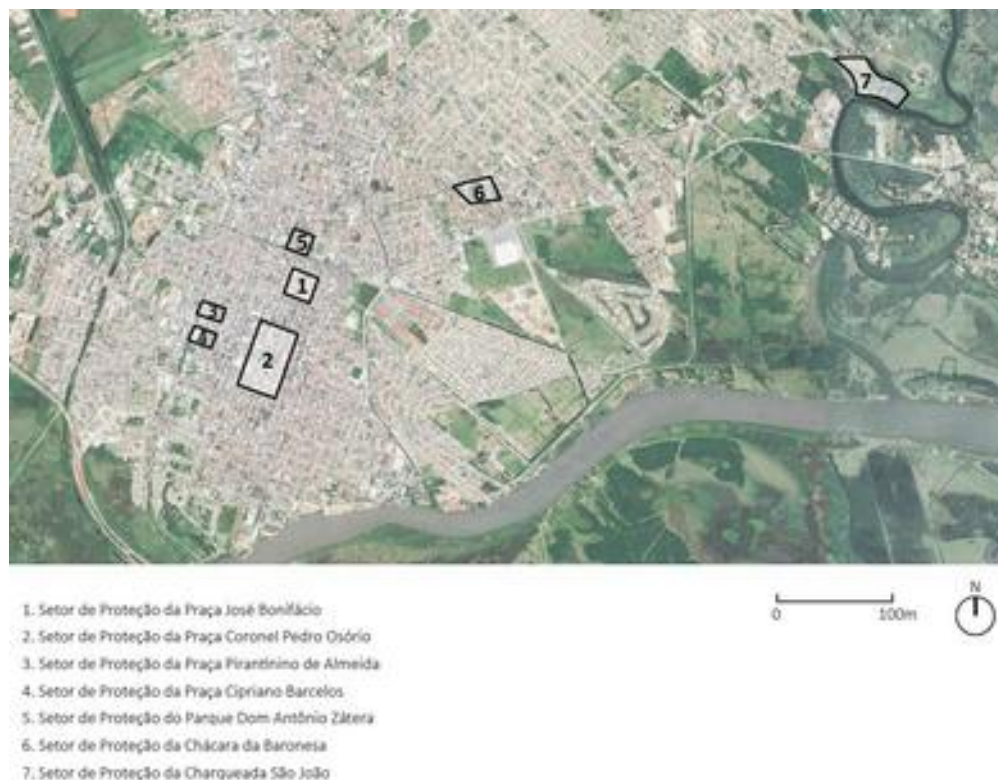 7
6
5
1
3
4
2
N
0 100m
1. Setor de Proteção da Praça José Bonifácio
2. Setor de Proteção da Praça Coronel Pedro Osório
3. Setor de Proteção da Praça Piratinino de Almeida
4. Setor de Proteção da Praça Cipriano Barcelos
5. Setor de Proteção do Parque Dom Antônio Zátera
6. Setor de Proteção da Chácara da Baronesa
7. Setor de Proteção da Charqueada São João